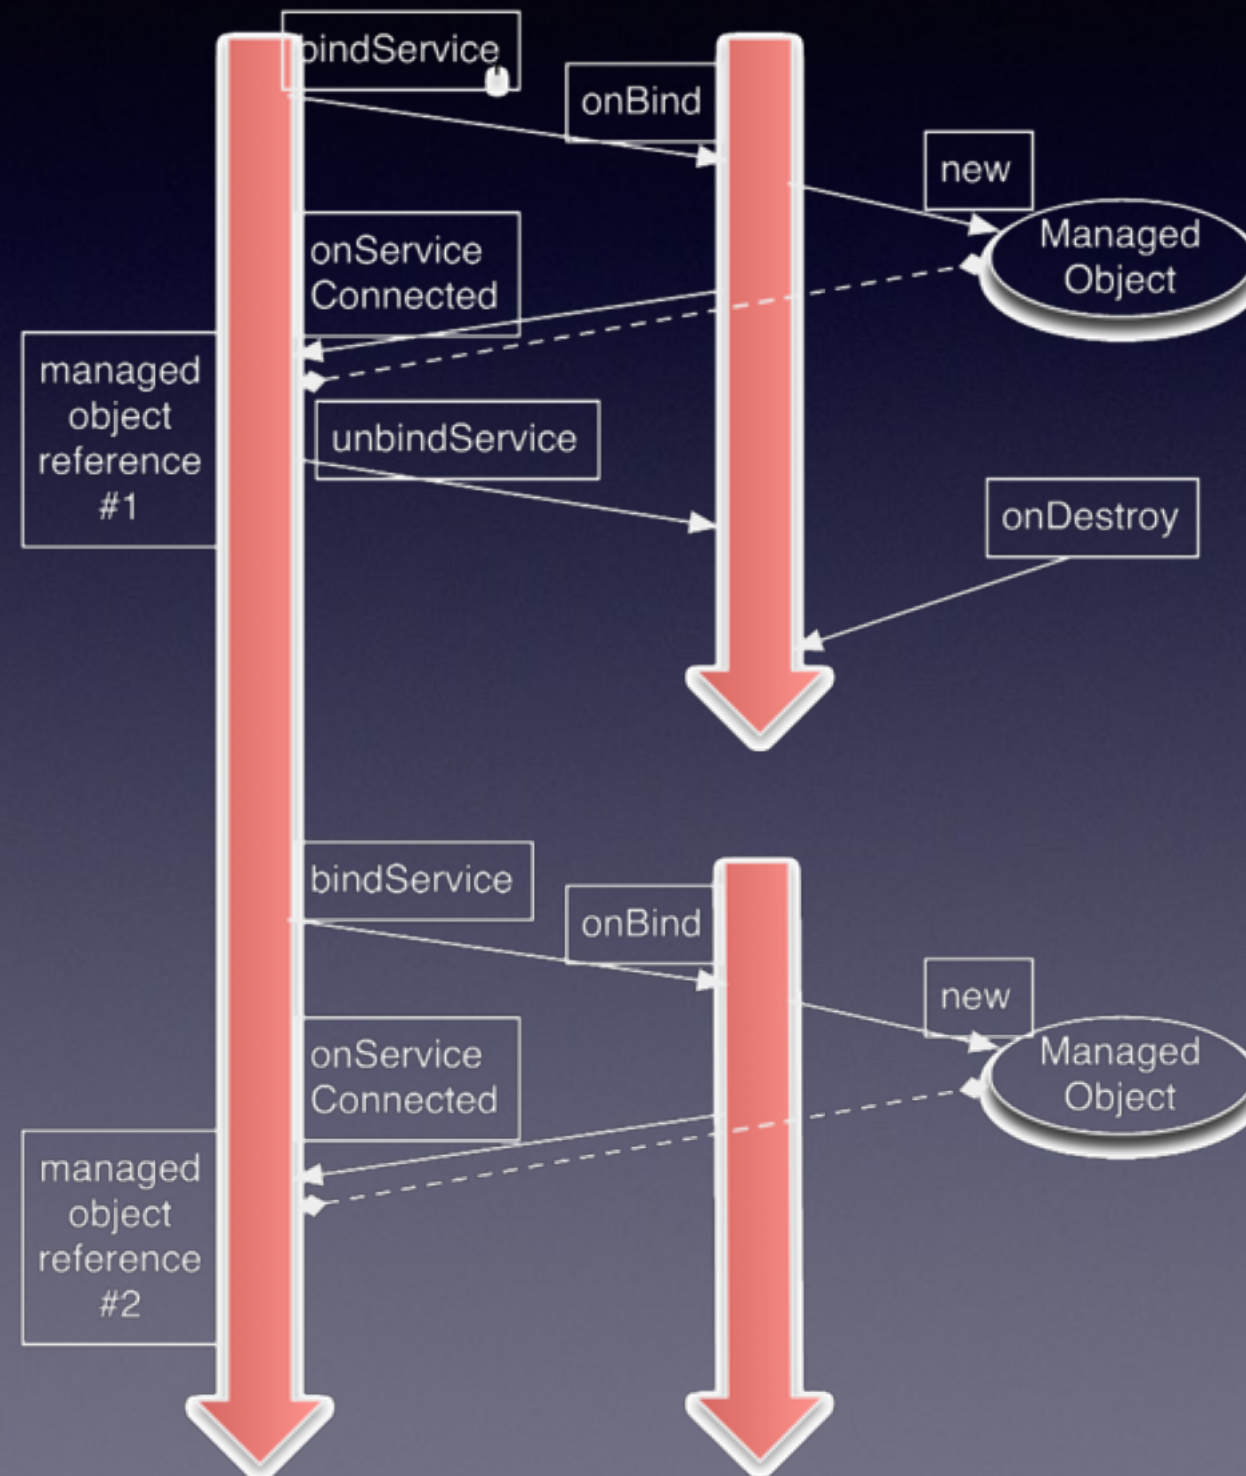 bindService
onBind
new
Managed
Object
onService
Connected
managed
object
reference
#1
unbindService
onDestroy
bindService
onBind
new
Managed
Object
onService
Connected
managed
object
reference
#2